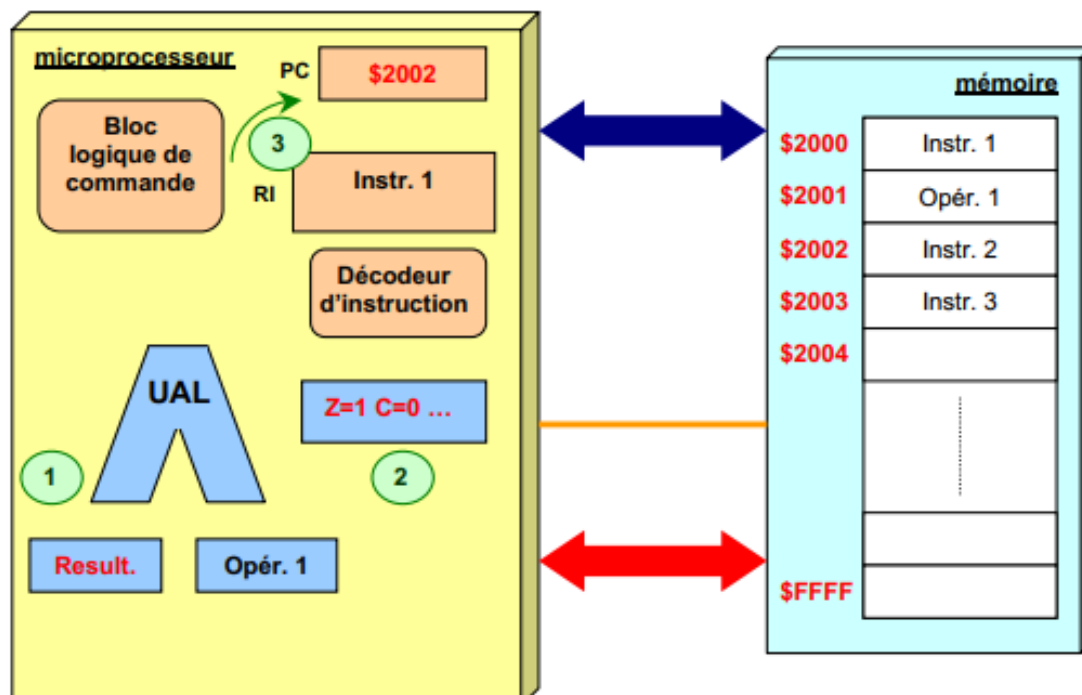 microprocesseur
PC
$2002
Bloc
logique de
commande
3
RI
Instr. 1
Décodeur
d'instruction
UAL
Z=1 C=0 ...
1
2
Result.
Opér. 1
mémoire
$2000
Instr. 1
$2001
Opér. 1
$2002
Instr. 2
$2003
Instr. 3
$2004
$FFFF